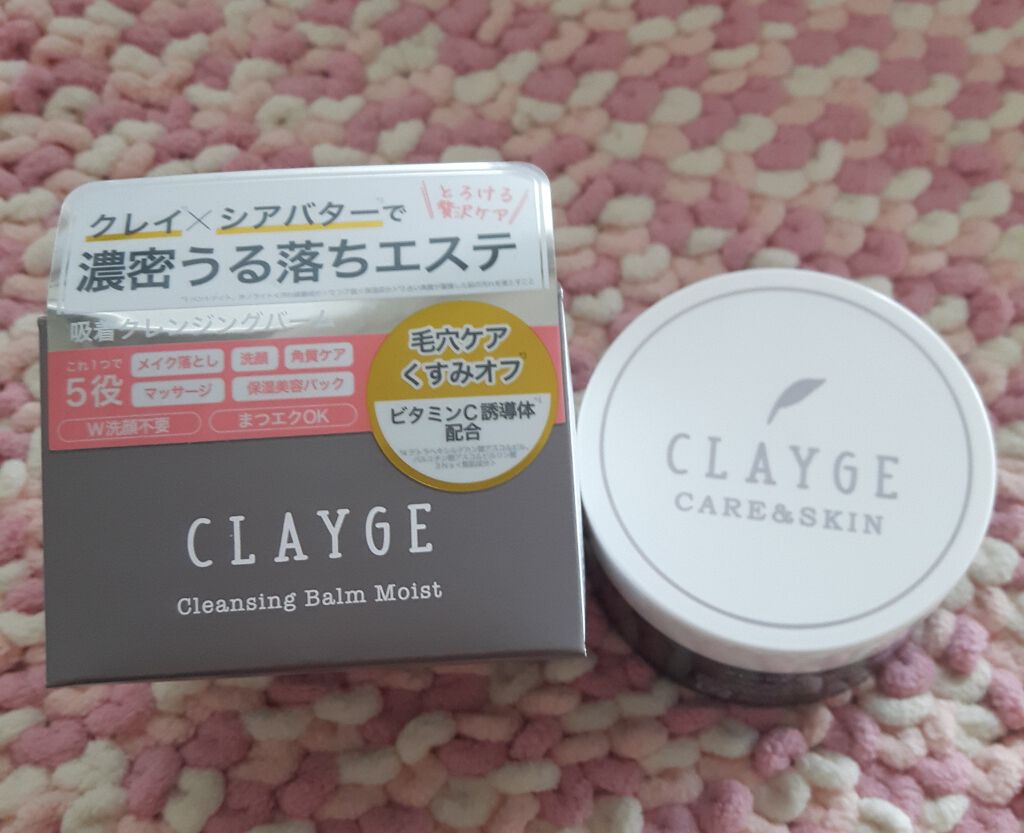 クレイ×シアバターで
とろける
贅沢ケア
濃密うる落ちエステ
吸着クレンジングバーム
これ1つで
5役
メイク落とし
洗顔
角質ケア
マッサージ
保湿美容パック
W洗顔不要
まつエクOK
毛穴ケア
くすみオフ
ビタミンC誘導体
配合
CLAYGE
Cleansing Balm Moist
CLAYGE
CARE&SKIN